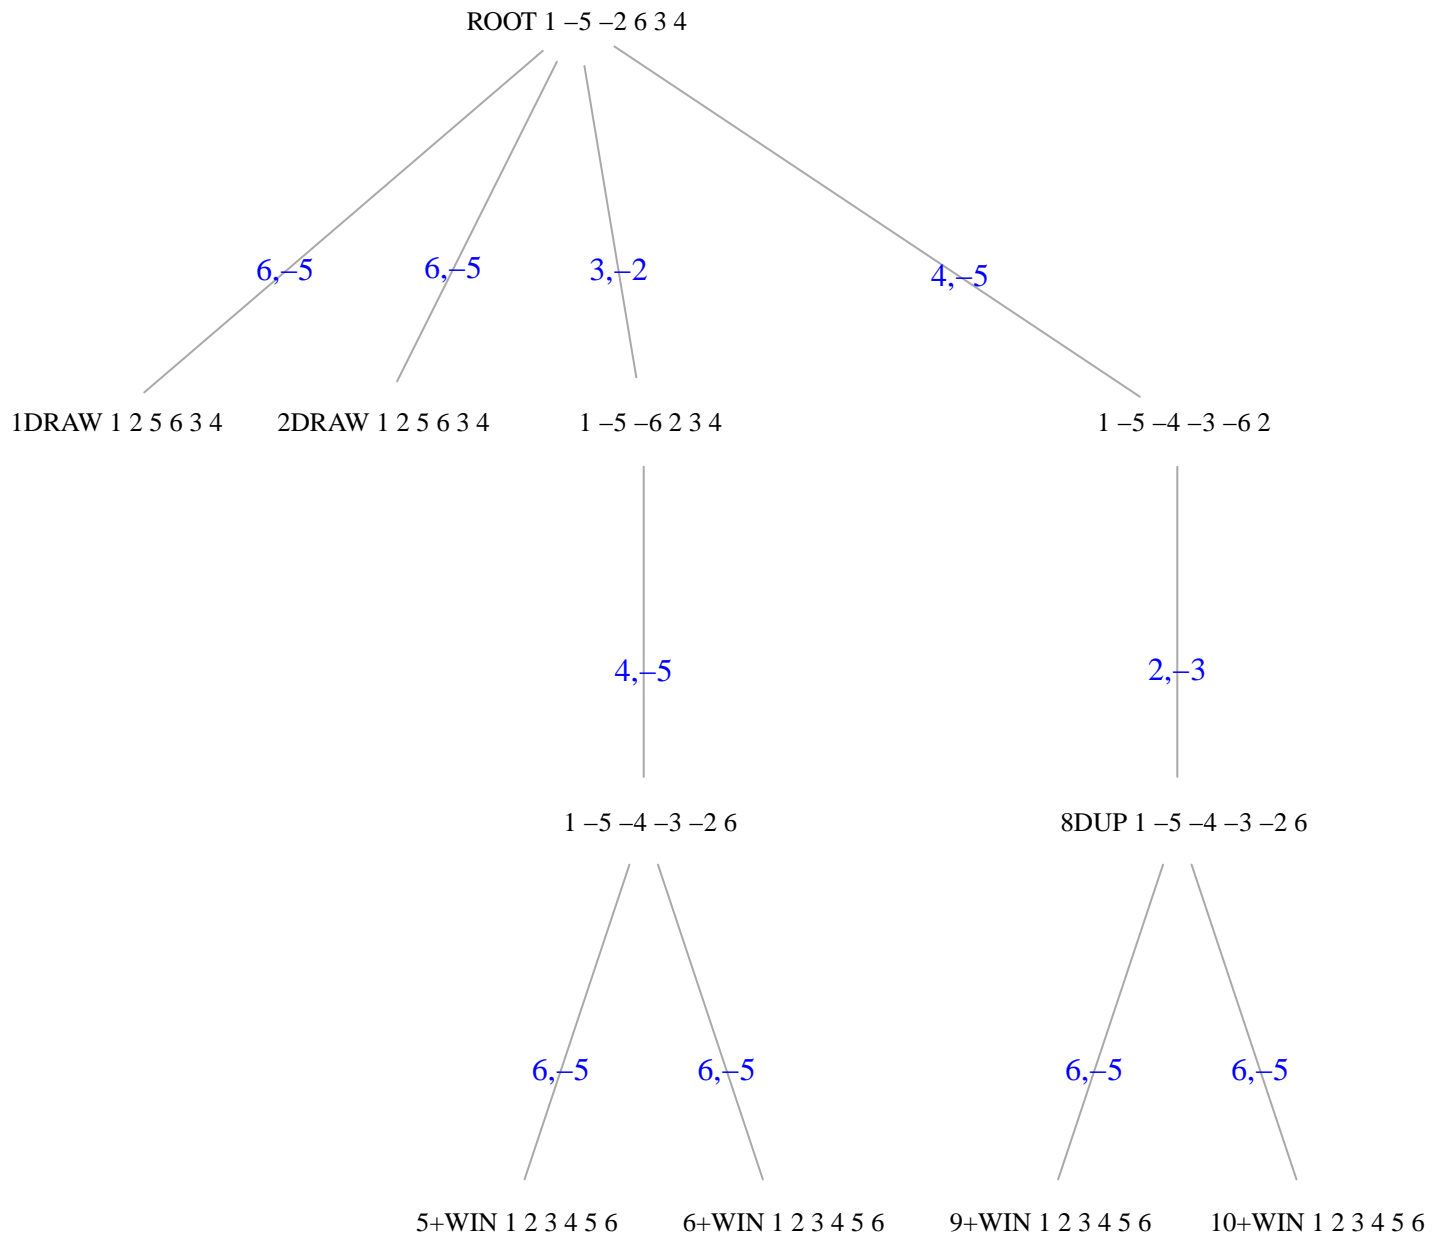 ROOT 1 –5 –2 6 3 4
6,–5
6,–5
3,–2
4,–5
1DRAW 1 2 5 6 3 4
2DRAW 1 2 5 6 3 4
1 –5 –6 2 3 4
1 –5 –4 –3 –6 2
4,–5
2,–3
1 –5 –4 –3 –2 6
8DUP 1 –5 –4 –3 –2 6
6,–5
6,–5
6,–5
6,–5
5+WIN 1 2 3 4 5 6
6+WIN 1 2 3 4 5 6
9+WIN 1 2 3 4 5 6
10+WIN 1 2 3 4 5 6